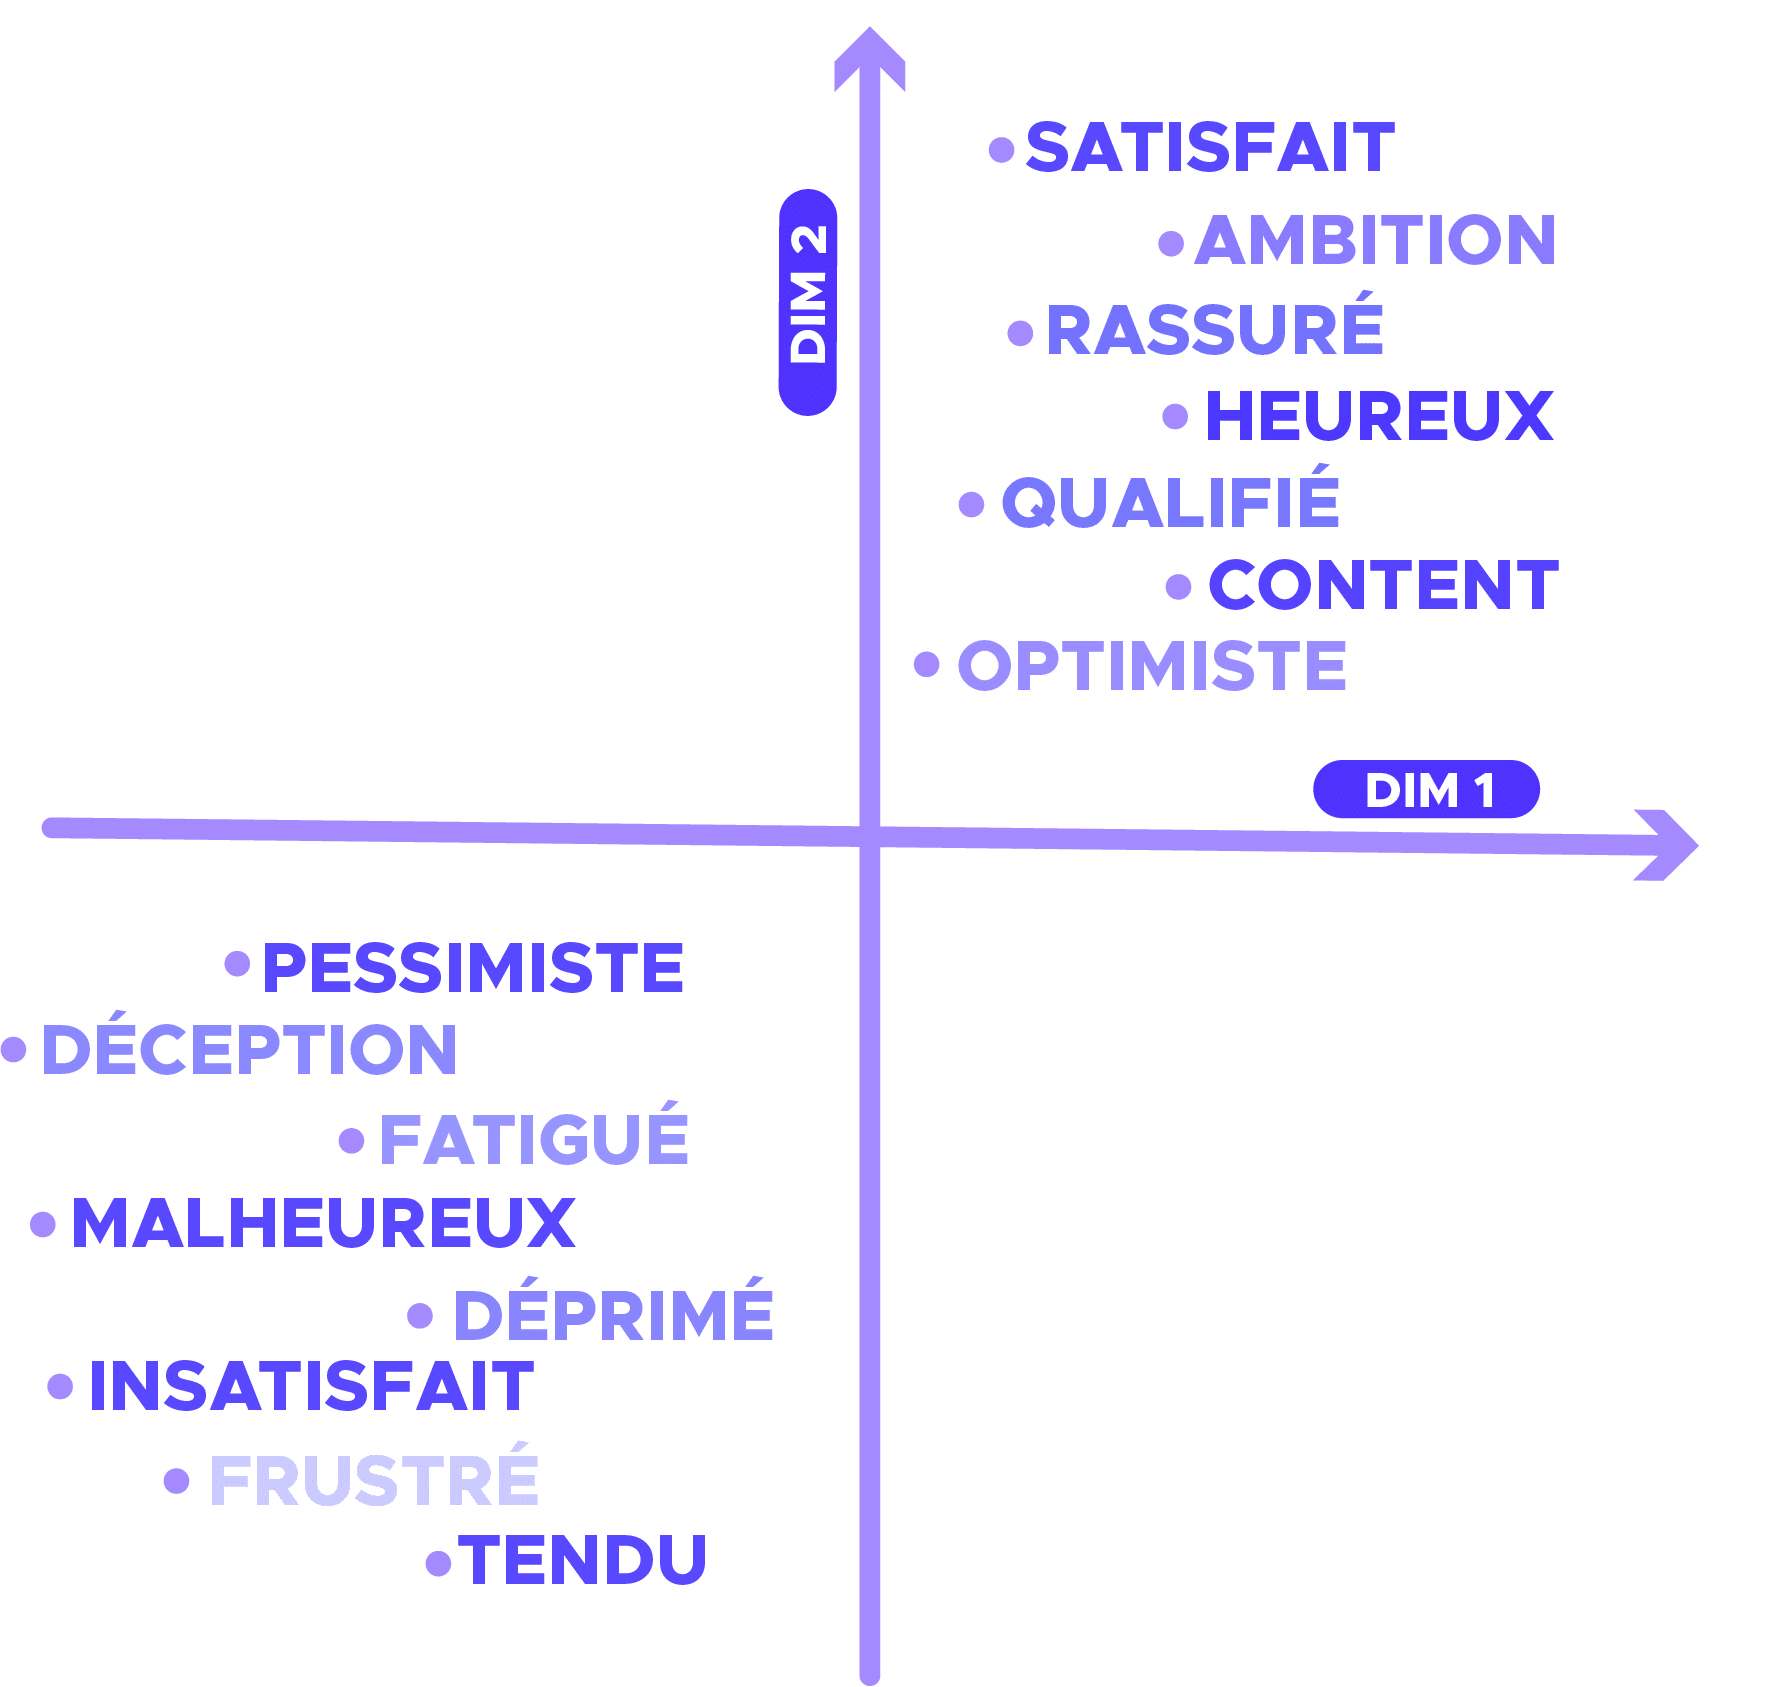 SATISFAIT
AMBITION
DIM 2
RASSURÉ
HEUREUX
QUALIFIÉ
CONTENT
OPTIMISTE
DIM 1
PESSIMISTE
DÉCEPTION
FATIGUÉ
MALHEUREUX
DÉPRIMÉ
INSATISFAIT
FRUSTRÉ
TENDU